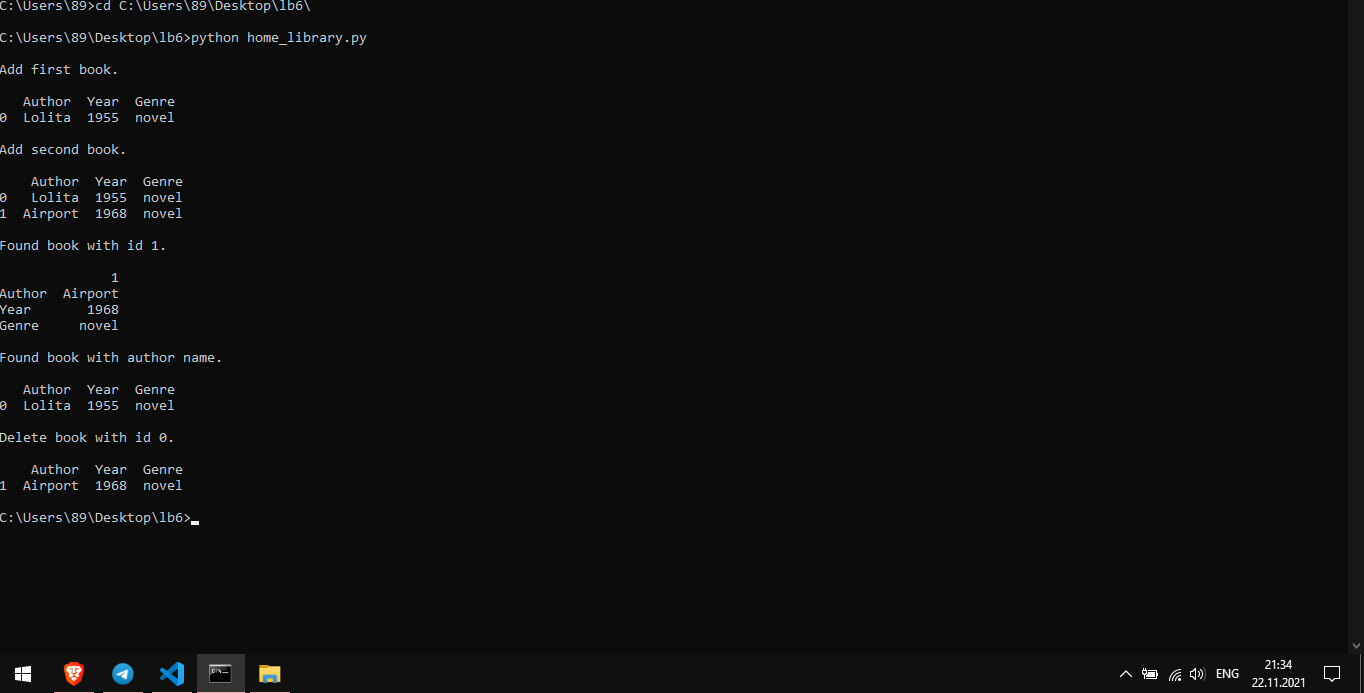 C:\Users\89>cd C:\Users\89\Desktop\lb6\
C:\Users\89\Desktop\lb6>python home_library.py
Add first book.
   Author  Year  Genre
0  Lolita  1955  novel
Add second book.
    Author  Year  Genre
0   Lolita  1955  novel
1  Airport  1968  novel
Found book with id 1.
              1
Author  Airport
Year       1968
Genre     novel
Found book with author name.
   Author  Year  Genre
0  Lolita  1955  novel
Delete book with id 0.
    Author  Year  Genre
1  Airport  1968  novel
C:\Users\89\Desktop\lb6>
ENG
21:34
22.11.2021